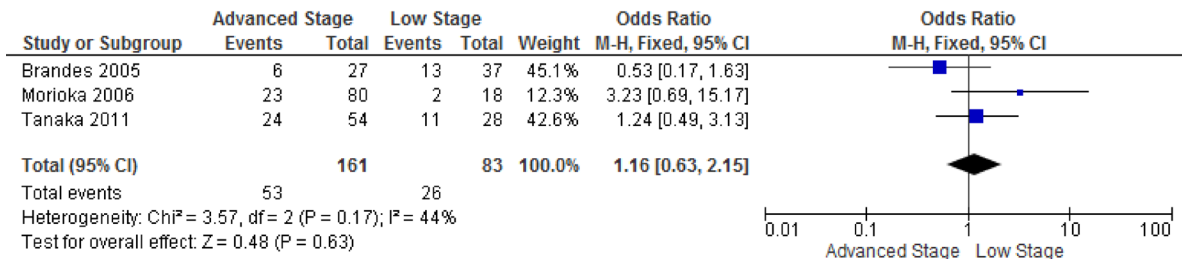 Advanced Stage Low Stage Odds Ratio Odds Ratio
Study or Subgroup Events Total Events Total Weight M-H, Fixed, 95% CI M-H, Fixed, 95% CI
Brandes 2005 6 27 13 37 45.1% 0.53 [0.17, 1.63]
Morioka 2006 23 80 2 18 12.3% 3.23 [0.69, 15.17]
Tanaka 2011 24 54 11 28 42.6% 1.24 [0.49, 3.13]
Total (95% CI) 161 83 100.0% 1.16 [0.63, 2.15]
Total events 53 26
Heterogeneity: Chi² = 3.57, df = 2 (P = 0.17); I² = 44%
Test for overall effect: Z = 0.48 (P = 0.63)
0.01 0.1 1 10 100
Advanced Stage Low Stage